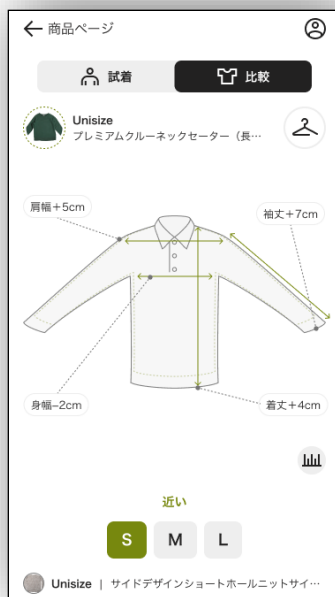 商品ページ
試着
比較
Unisize
プレミアムクルーネックセーター（長…
肩幅+5cm
袖丈+7cm
身幅−2cm
着丈+4cm
近い
S
M
L
Unisize | サイドデザインショートホールニットサイ…